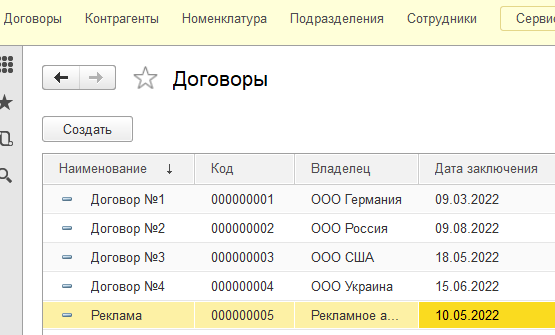 Договоры Контрагенты Номенклатура Подразделения Сотрудники Сервис
Договоры
Создать
Наименование ↓ Код Владелец Дата заключения
Договор №1 000000001 ООО Германия 09.03.2022
Договор №2 000000002 ООО Россия 09.08.2022
Договор №3 000000003 ООО США 18.05.2022
Договор №4 000000004 ООО Украина 15.06.2022
Реклама 000000005 Рекламное а... 10.05.2022